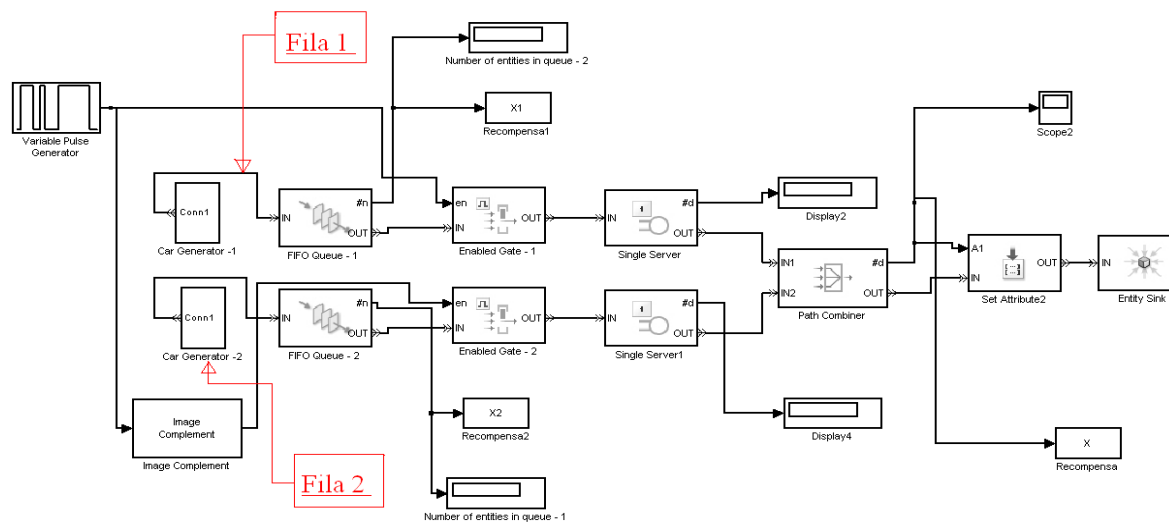 Fila 1
Number of entities in queue - 2
X1
Recompensa1
Scope2
Variable Pulse
Generator
Conn1
Car Generator -1
IN
#n
OUT
FIFO Queue - 1
en
IN
OUT
Enabled Gate - 1
IN
1
#d
OUT
Single Server
Display2
IN1
IN2
#d
OUT
Path Combiner
A1
IN
OUT
Set Attribute2
IN
Entity Sink
Conn1
Car Generator -2
IN
#n
OUT
FIFO Queue - 2
en
IN
OUT
Enabled Gate - 2
IN
1
#d
OUT
Single Server1
Image
Complement
Image Complement
X2
Recompensa2
Display4
X
Recompensa
Fila 2
Number of entities in queue - 1